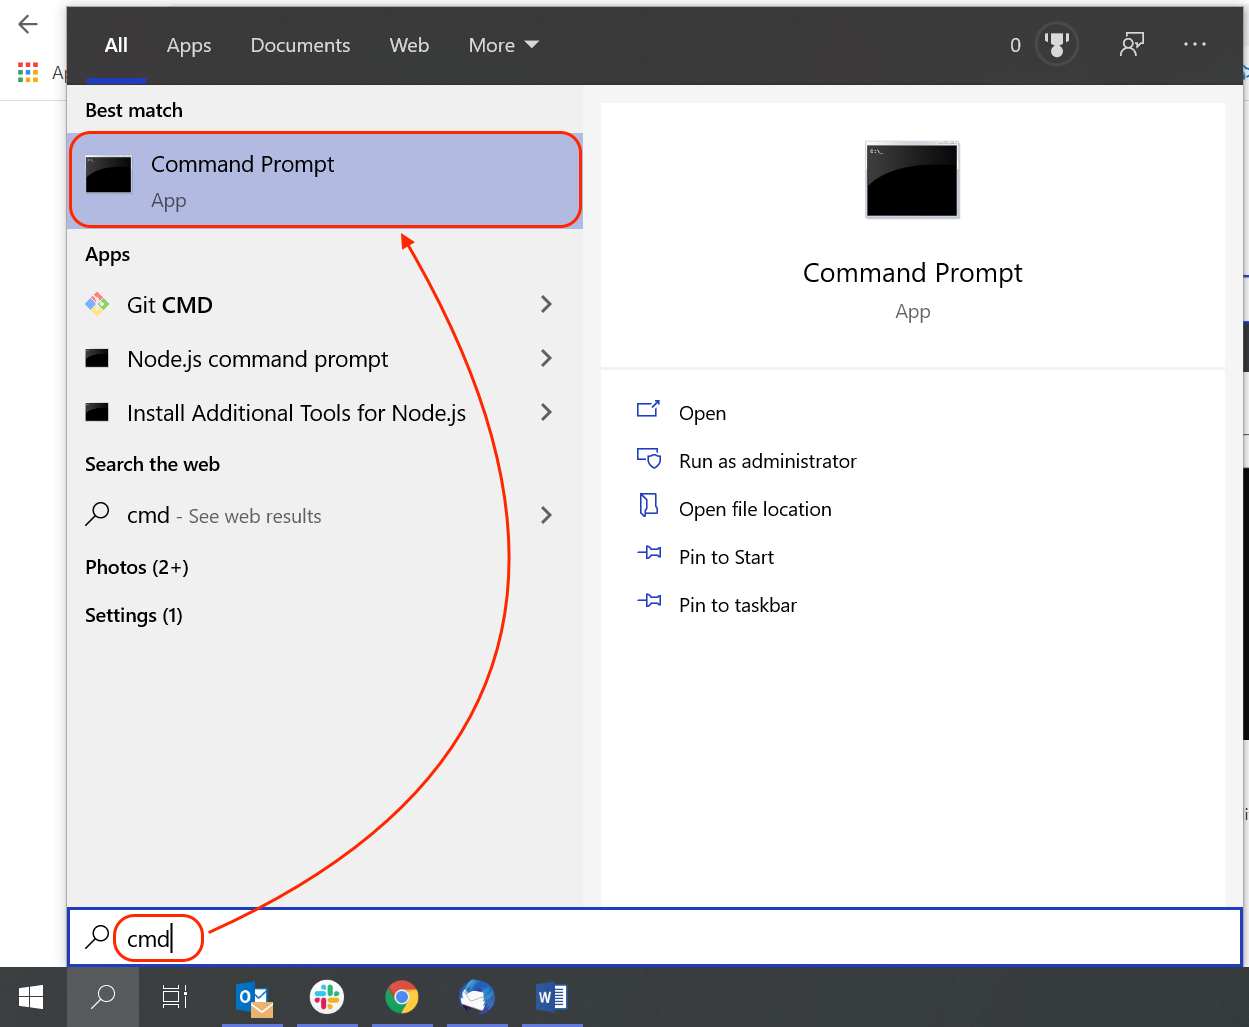 All Apps Documents Web More 0
Ap
Best match
Command Prompt
App
Apps
Git CMD
Node.js command prompt
Install Additional Tools for Node.js
Search the web
cmd - See web results
Photos (2+)
Settings (1)
Command Prompt
App
Open
Run as administrator
Open file location
Pin to Start
Pin to taskbar
cmd